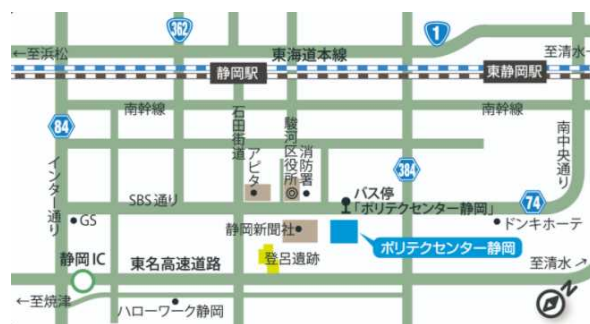 362
1
東海道本線
←至浜松
至清水→
静岡駅
東静岡駅
南幹線
南幹線
84
石田街道
駿河区役所
消防署
アピタ
384
南中央通り
インター通り
バス停
「ポリテクセンター静岡」
74
SBS通り
GS
静岡新聞社
ドンキホーテ
ポリテクセンター静岡
静岡IC
東名高速道路
登呂遺跡
至清水↗
←至焼津
ハローワーク静岡
N